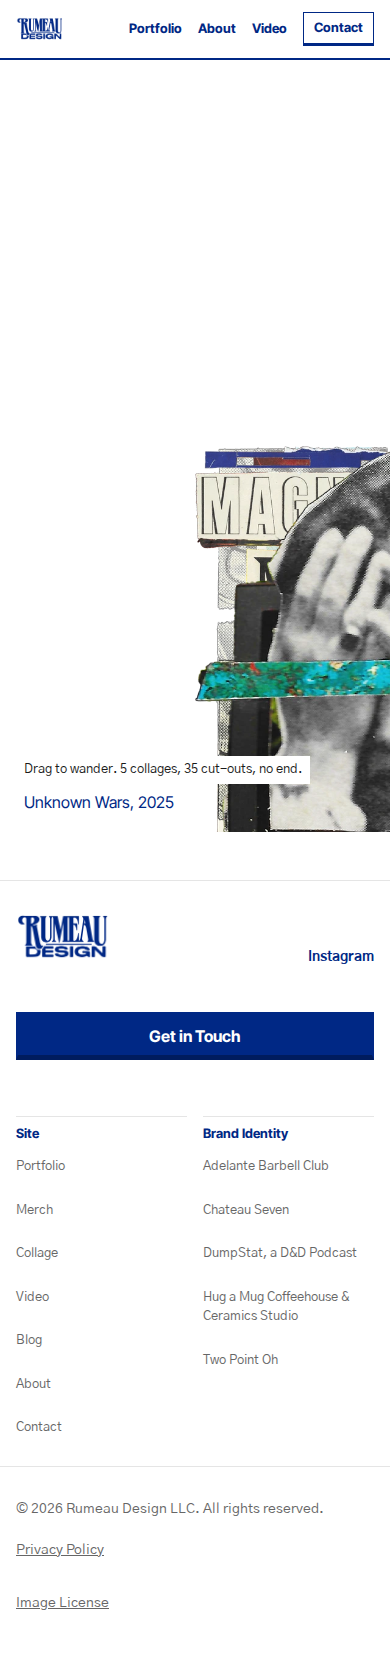 RUMEAU
DESIGN
Portfolio
About
Video
Contact
MAGN
Drag to wander. 5 collages, 35 cut-outs, no end.
Unknown Wars, 2025
RUMEAU
DESIGN
Instagram
Get in Touch
Site
Portfolio
Merch
Collage
Video
Blog
About
Contact
Brand Identity
Adelante Barbell Club
Chateau Seven
DumpStat, a D&D Podcast
Hug a Mug Coffeehouse &
Ceramics Studio
Two Point Oh
© 2026 Rumeau Design LLC. All rights reserved.
Privacy Policy
Image License